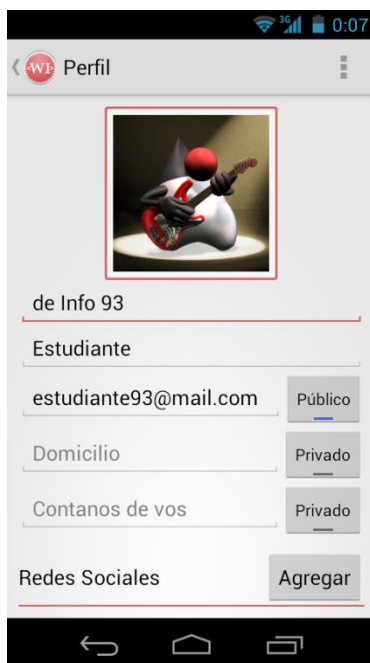 3G 0:07
WI Perfil
de Info 93
Estudiante
estudiante93@mail.com Público
Domicilio Privado
Contanos de vos Privado
Redes Sociales Agregar